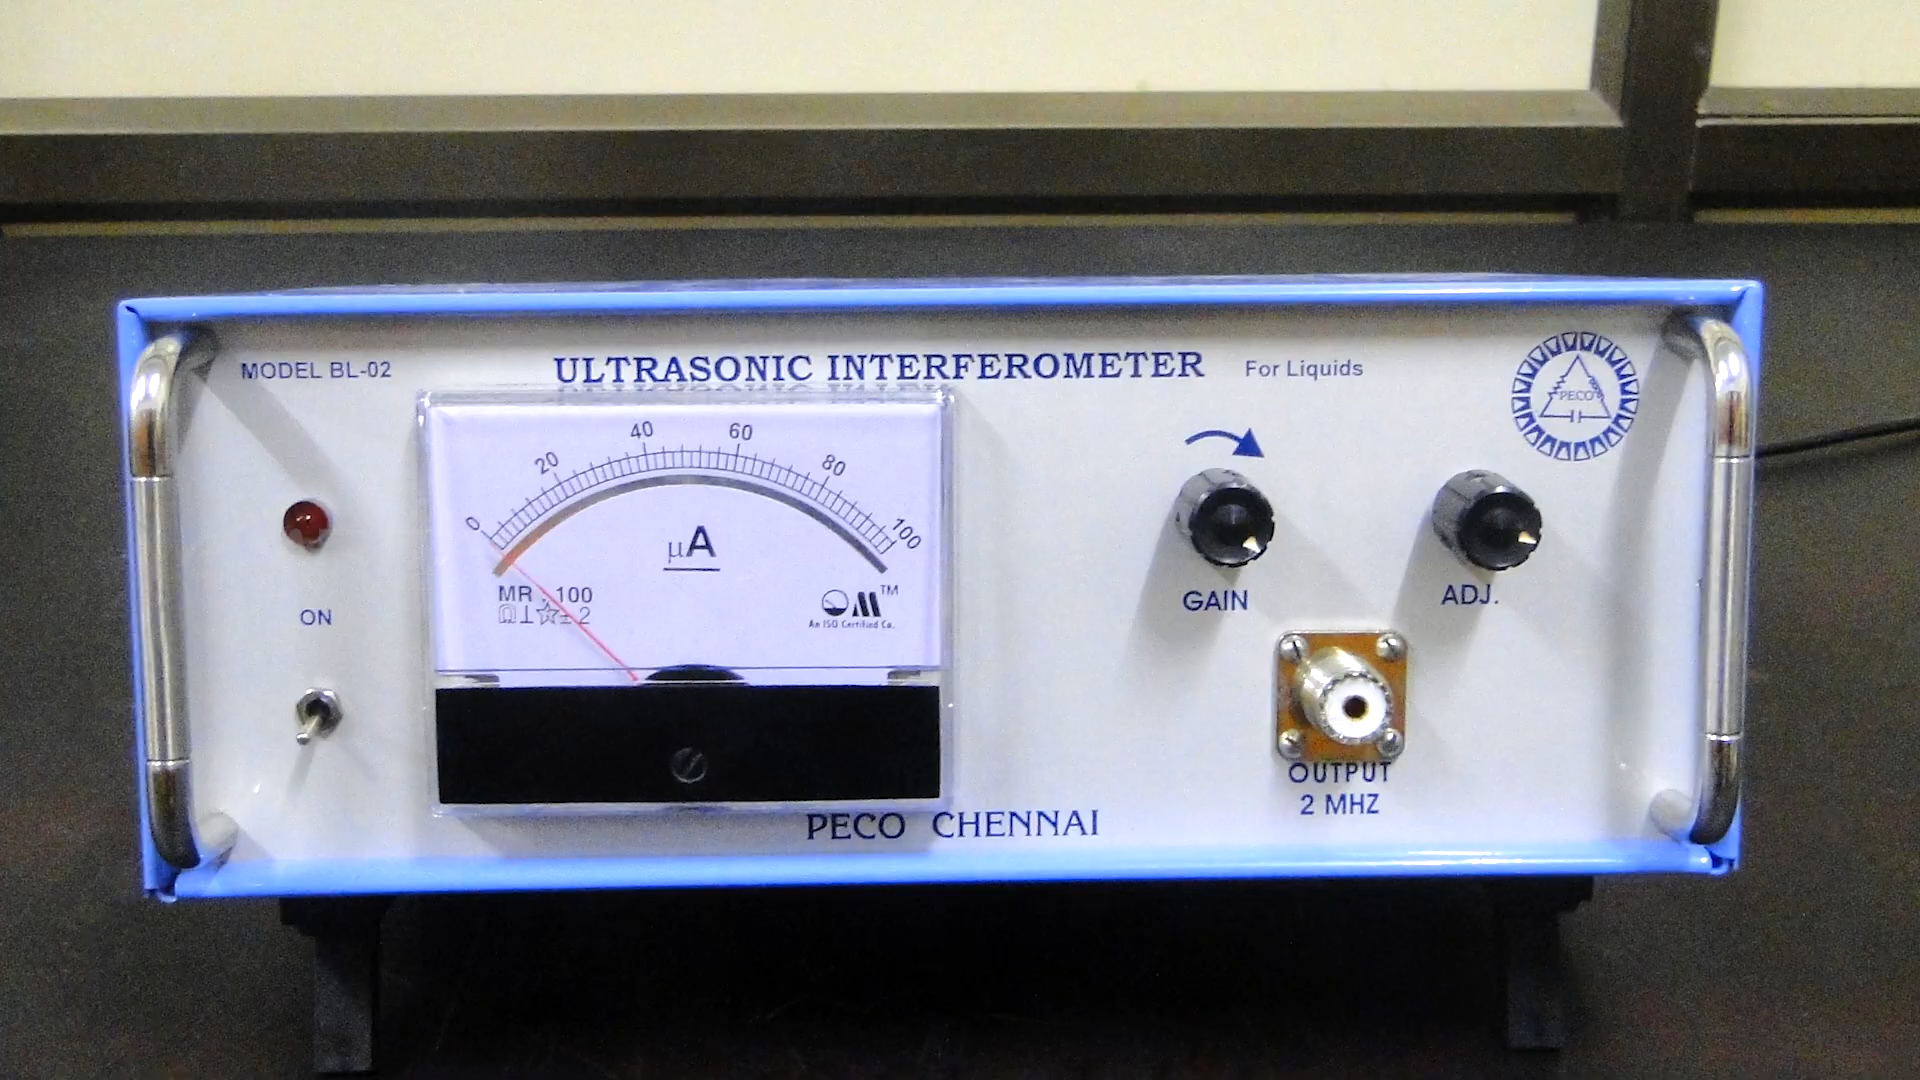 MODEL BL-02
ULTRASONIC INTERFEROMETER
For Liquids
PECO
0 20 40 60 80 100
µA
MR . 100
± 2
TM
An ISO Certified Co.
ON
GAIN
ADJ.
OUTPUT
2 MHZ
PECO CHENNAI